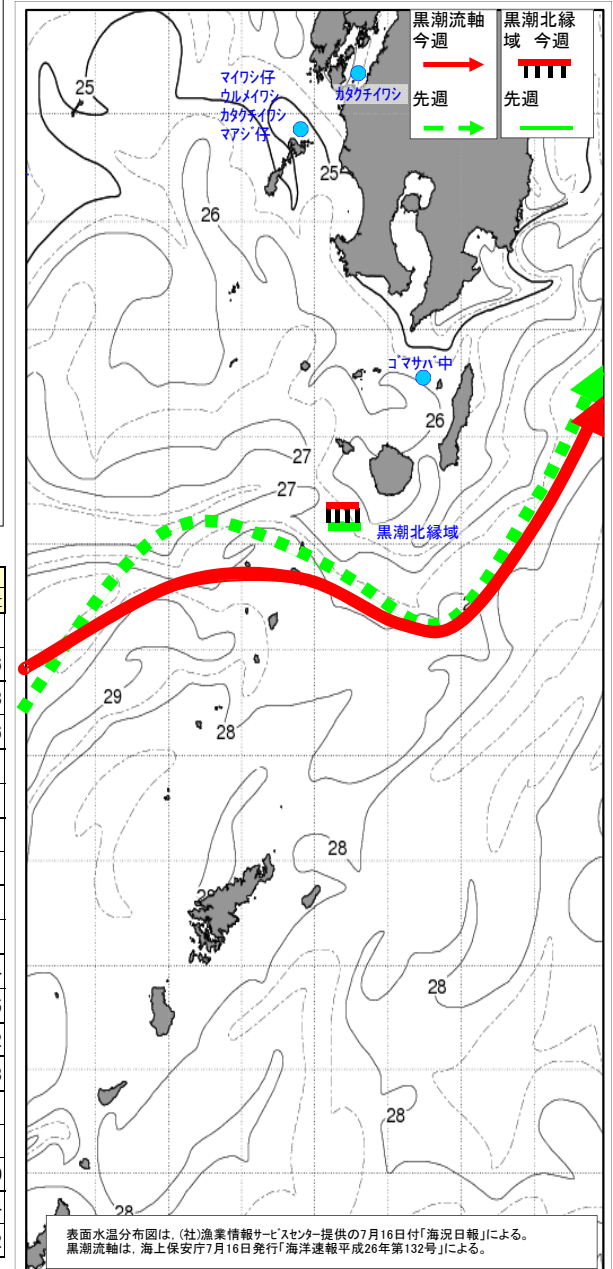 黒潮流軸
今週
先週
黒潮北縁
域 今週
先週
マイワシ仔
ウルメイワシ
カタクチイワシ
マアジ仔
カタクチイワシ
25
25
26
ゴマサバ中
26
27
27
黒潮北縁域
29
28
28
28
28
28
28
表面水温分布図は,(社)漁業情報サービスセンター提供の7月16日付「海況日報」による。
黒潮流軸は,海上保安庁7月16日発行「海洋速報平成26年第132号」による。